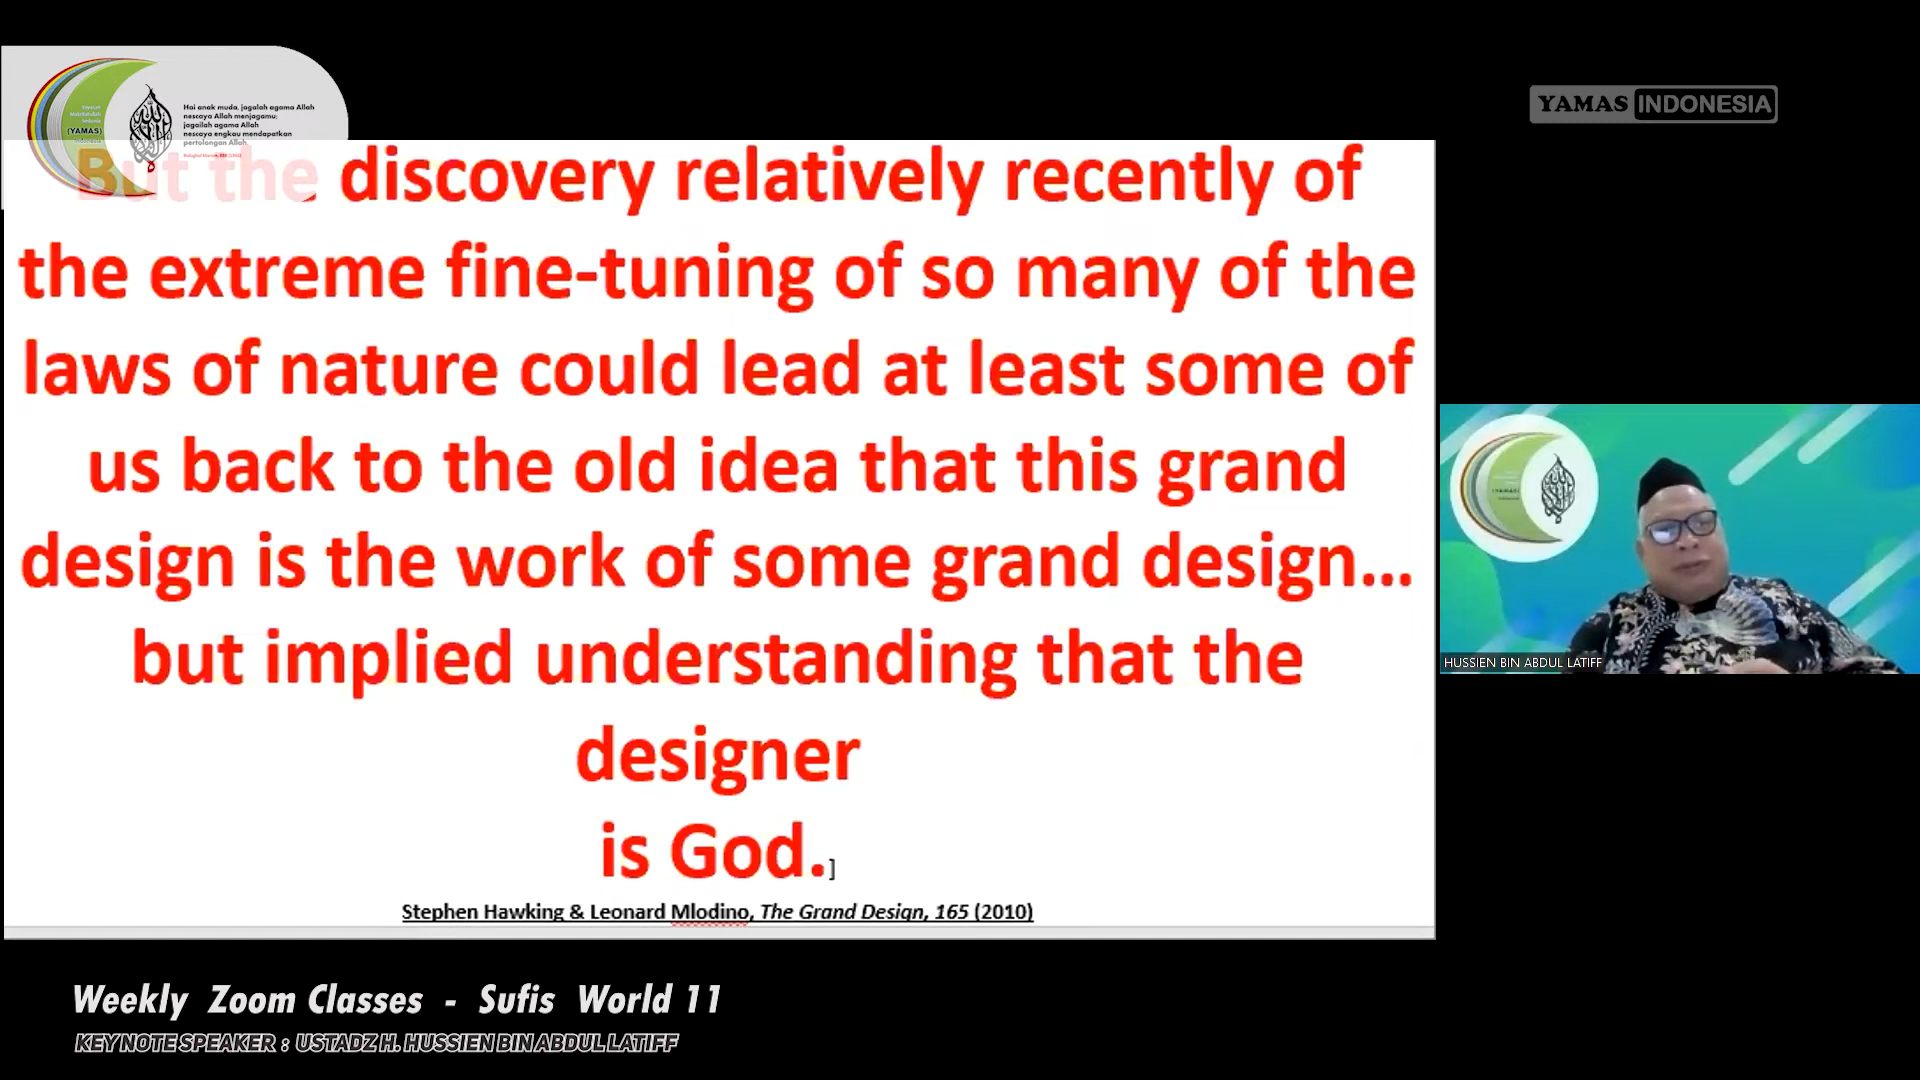 Yayasan
(YAMAS)
Indonesia
Hai anak muda, jagalah agama Allah
nescaya Allah menjagamu;
jagailah agama Allah
nescaya engkau mendapatkan
pertolongan Allah.
YAMAS INDONESIA
But the discovery relatively recently of
the extreme fine-tuning of so many of the
laws of nature could lead at least some of
us back to the old idea that this grand
design is the work of some grand design...
but implied understanding that the
designer
is God.]
Stephen Hawking & Leonard Mlodino, The Grand Design, 165 (2010)
(YAMAS)
HUSSIEN BIN ABDUL LATIFF
Weekly Zoom Classes - Sufis World 11
KEYNOTE SPEAKER : USTADZ H. HUSSIEN BIN ABDUL LATIFF